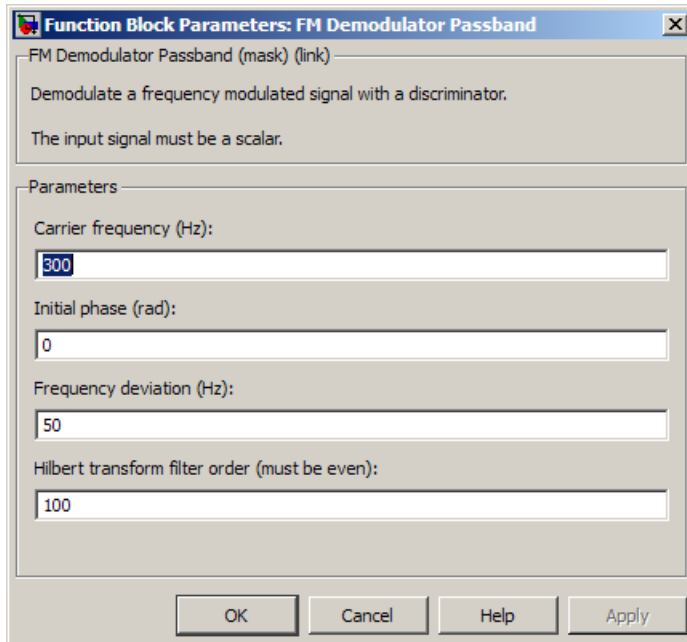 Function Block Parameters: FM Demodulator Passband
FM Demodulator Passband (mask) (link)
Demodulate a frequency modulated signal with a discriminator.
The input signal must be a scalar.
Parameters
Carrier frequency (Hz):
300
Initial phase (rad):
0
Frequency deviation (Hz):
50
Hilbert transform filter order (must be even):
100
OK Cancel Help Apply